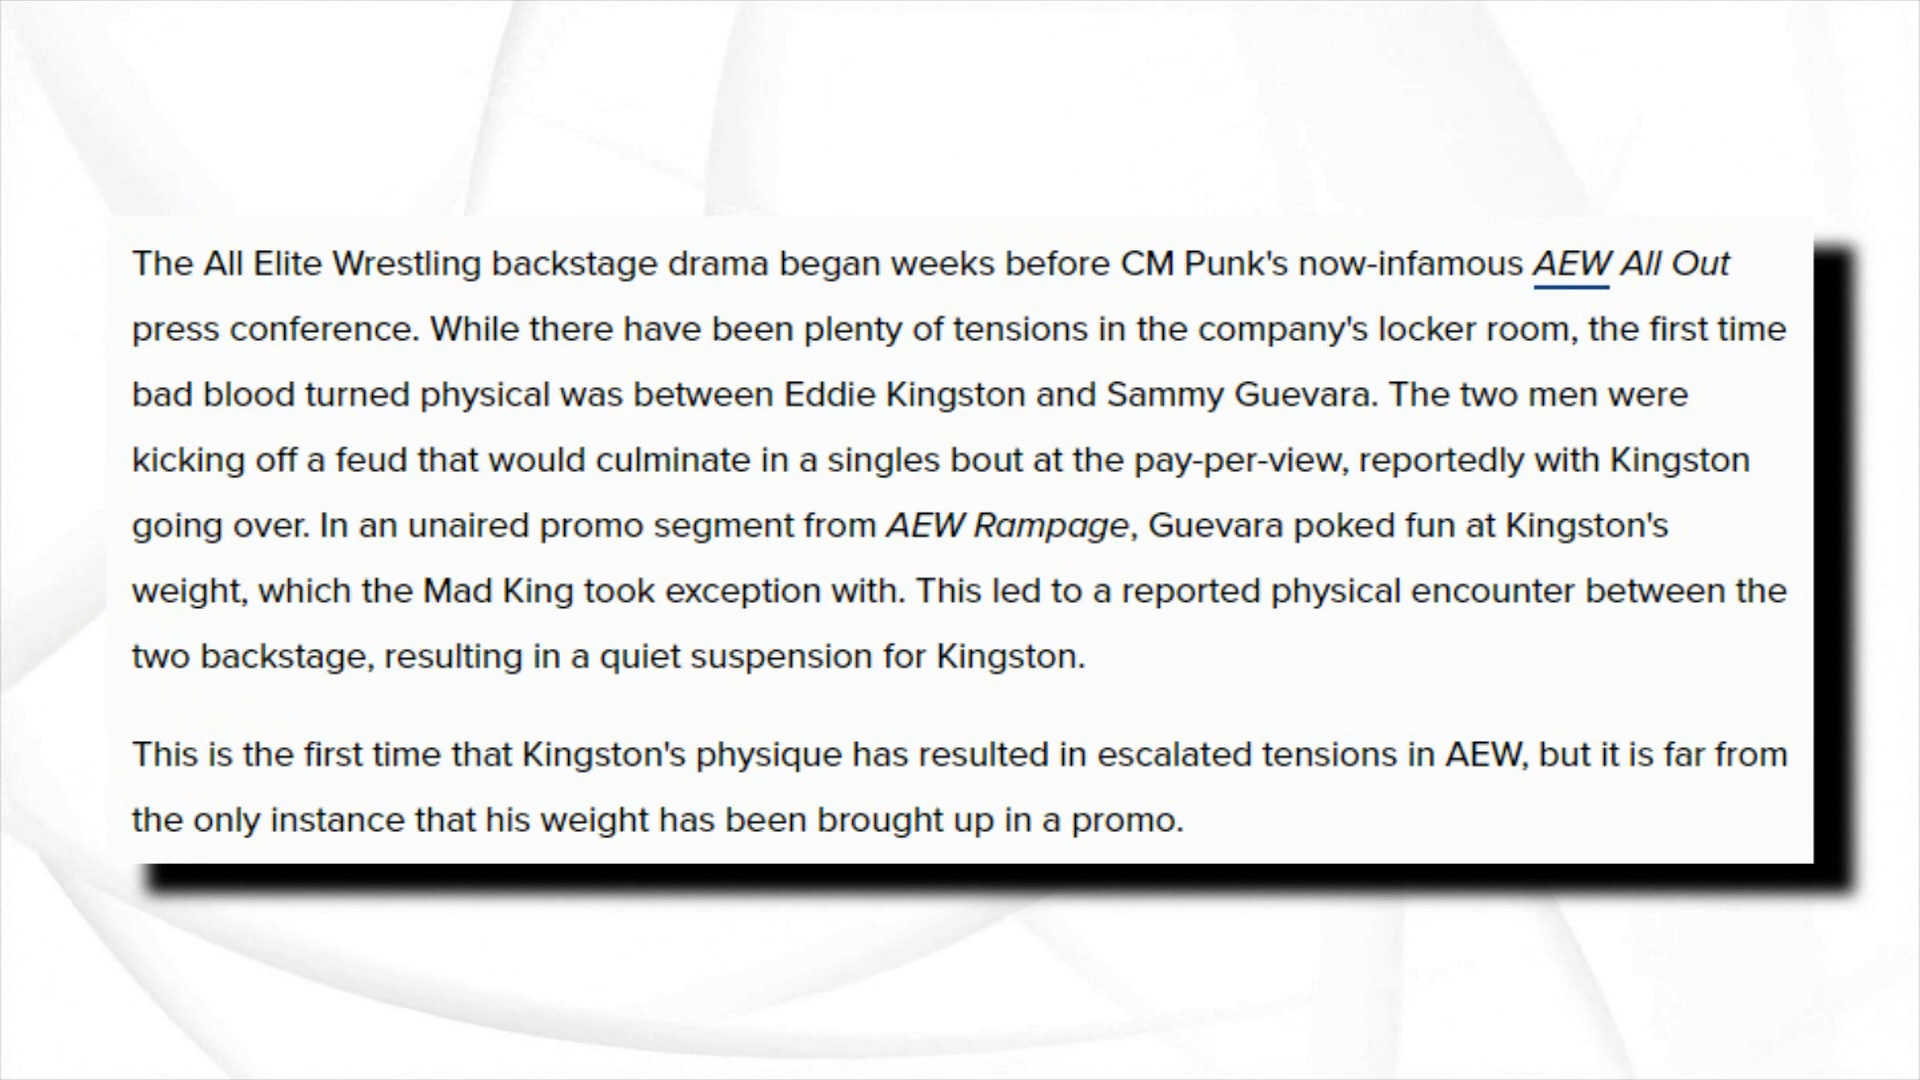 The All Elite Wrestling backstage drama began weeks before CM Punk's now-infamous AEW All Out
press conference. While there have been plenty of tensions in the company's locker room, the first time
bad blood turned physical was between Eddie Kingston and Sammy Guevara. The two men were
kicking off a feud that would culminate in a singles bout at the pay-per-view, reportedly with Kingston
going over. In an unaired promo segment from AEW Rampage, Guevara poked fun at Kingston's
weight, which the Mad King took exception with. This led to a reported physical encounter between the
two backstage, resulting in a quiet suspension for Kingston.
This is the first time that Kingston's physique has resulted in escalated tensions in AEW, but it is far from
the only instance that his weight has been brought up in a promo.